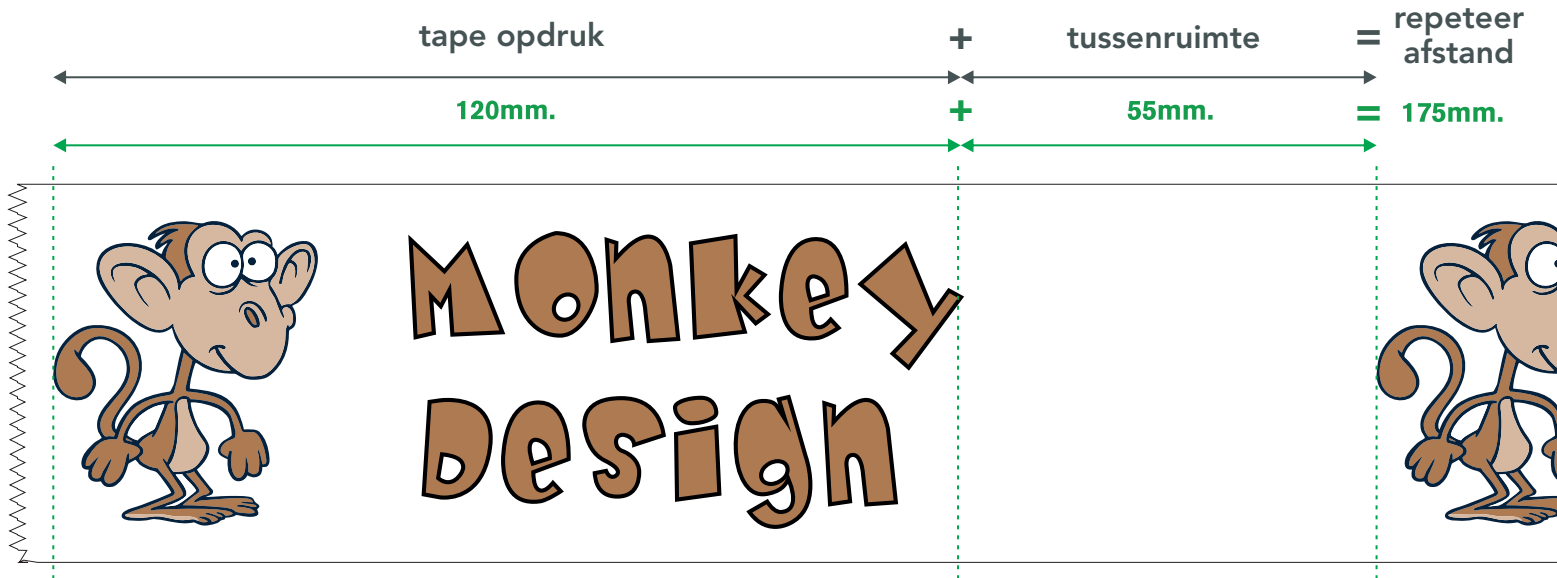 tape opdruk + tussenruimte = repeteer afstand
120mm. + 55mm. = 175mm.
Monkey
Design